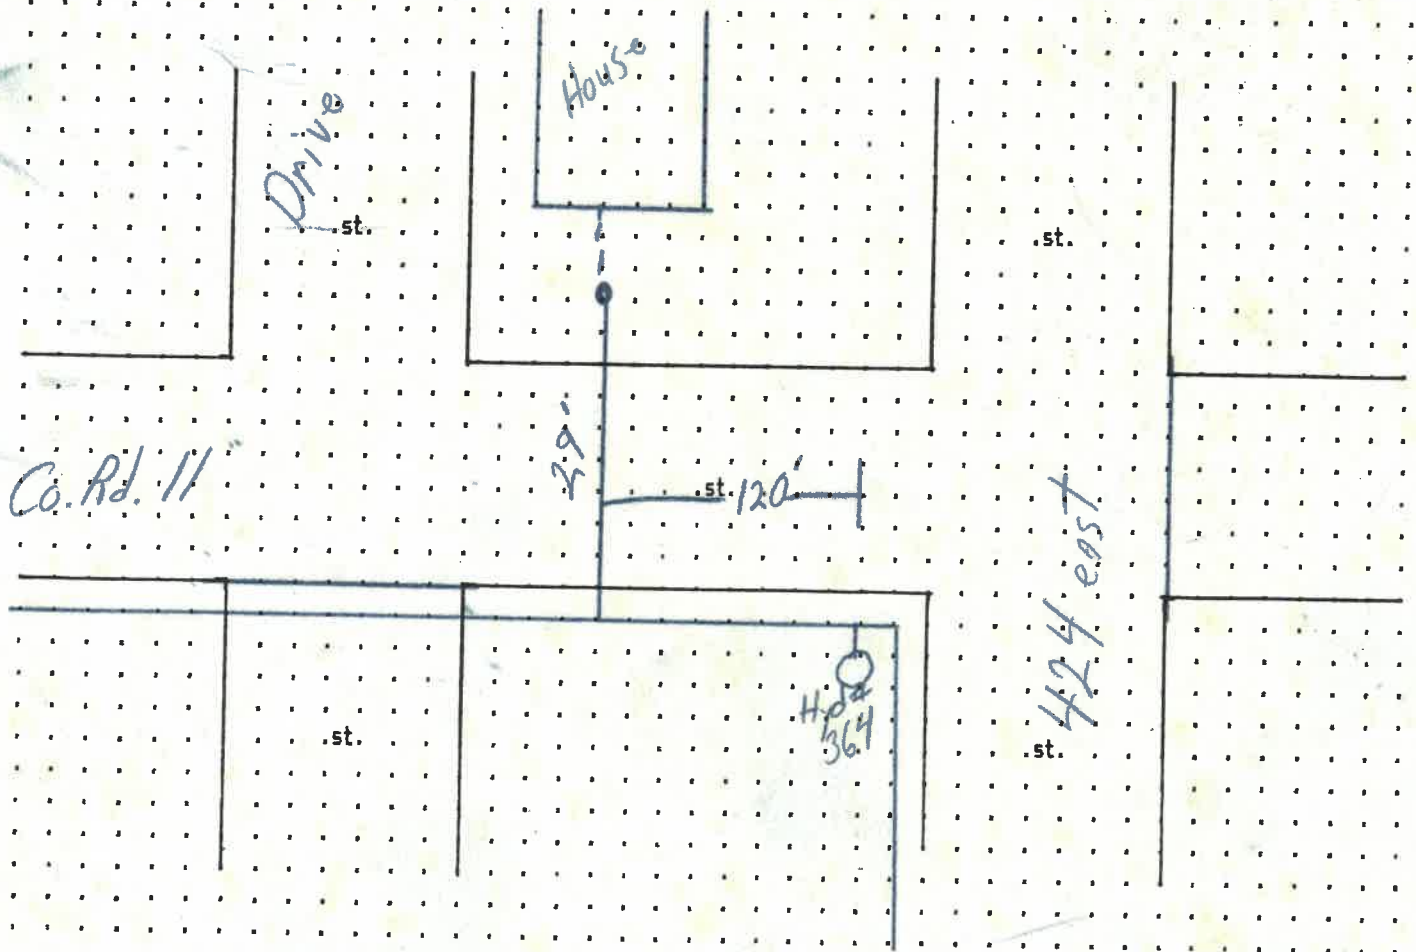 House
Drive
.st.
.st.
29'
Co. Rd. 11
.st. 120'
424 east
Hyd #
364
.st.
.st.